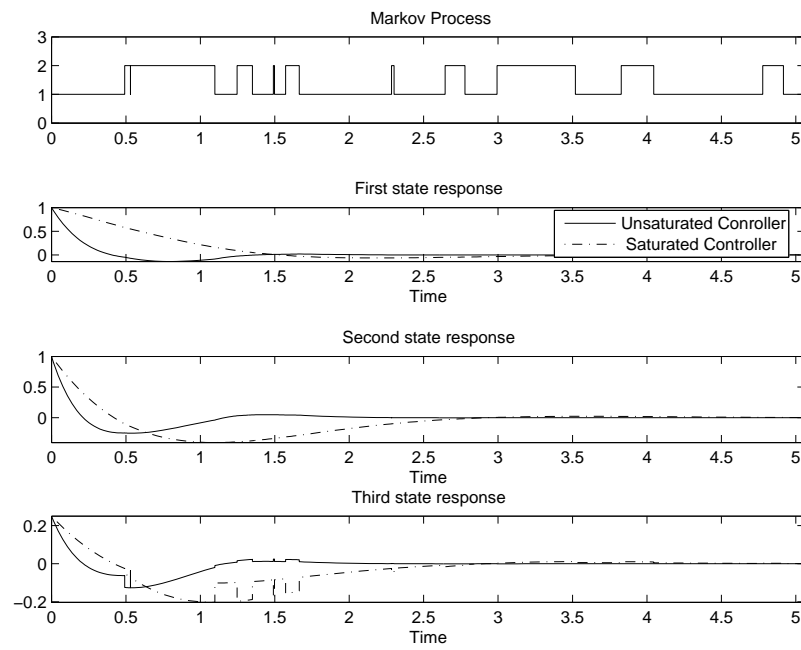 Markov Process
3
2
1
0
0 0.5 1 1.5 2 2.5 3 3.5 4 4.5 5
First state response
1
0.5
0
Unsaturated Conroller
Saturated Controller
0 0.5 1 1.5 2 2.5 3 3.5 4 4.5 5
Time
Second state response
1
0.5
0
0 0.5 1 1.5 2 2.5 3 3.5 4 4.5 5
Time
Third state response
0.2
0
−0.2
0 0.5 1 1.5 2 2.5 3 3.5 4 4.5 5
Time